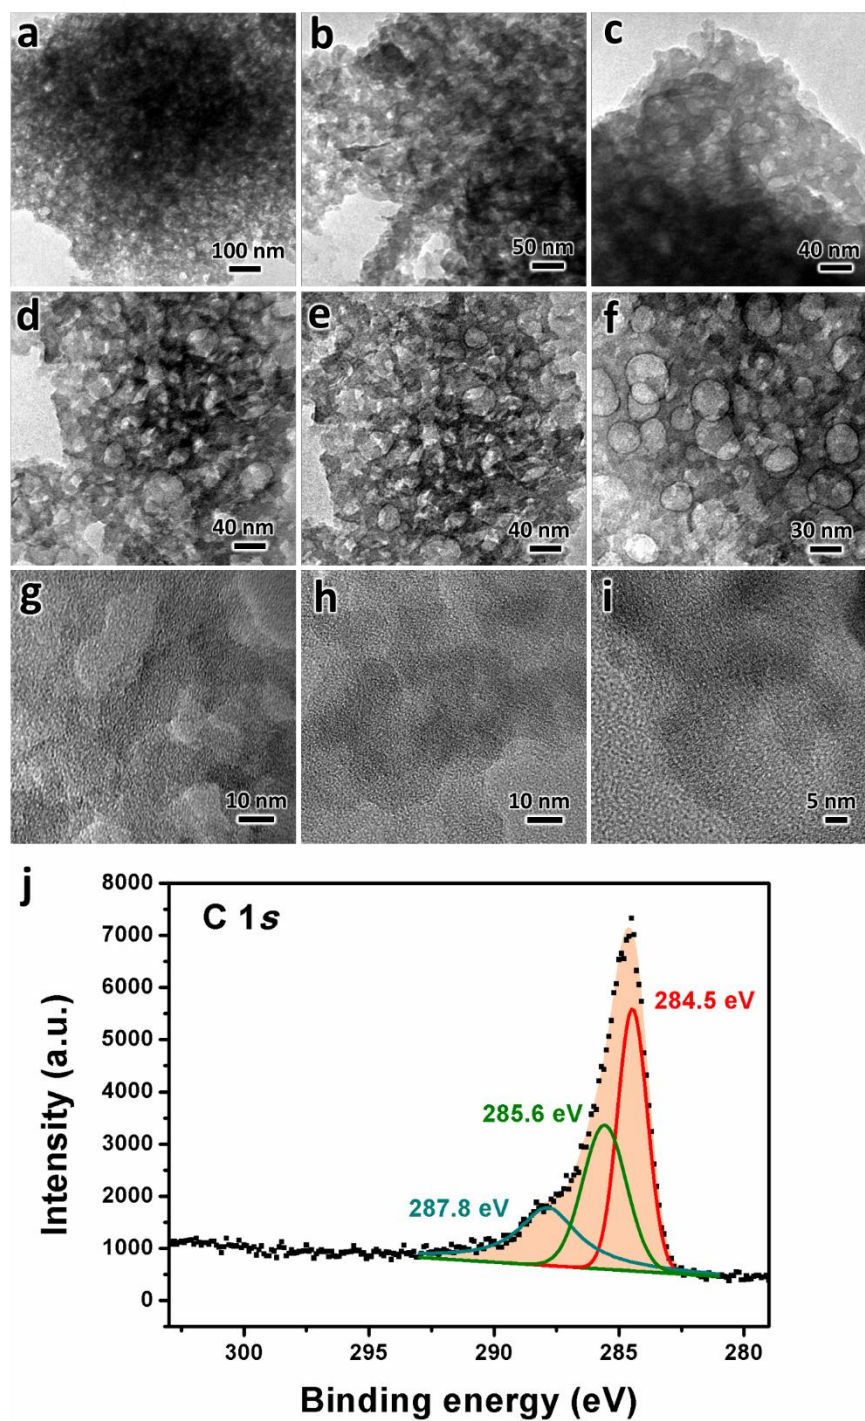 a
100 nm
b
50 nm
c
40 nm
d
40 nm
e
40 nm
f
30 nm
g
10 nm
h
10 nm
i
5 nm
j
C 1s
284.5 eV
285.6 eV
287.8 eV
8000
7000
6000
5000
4000
3000
2000
1000
0
Intensity (a.u.)
300 295 290 285 280
Binding energy (eV)